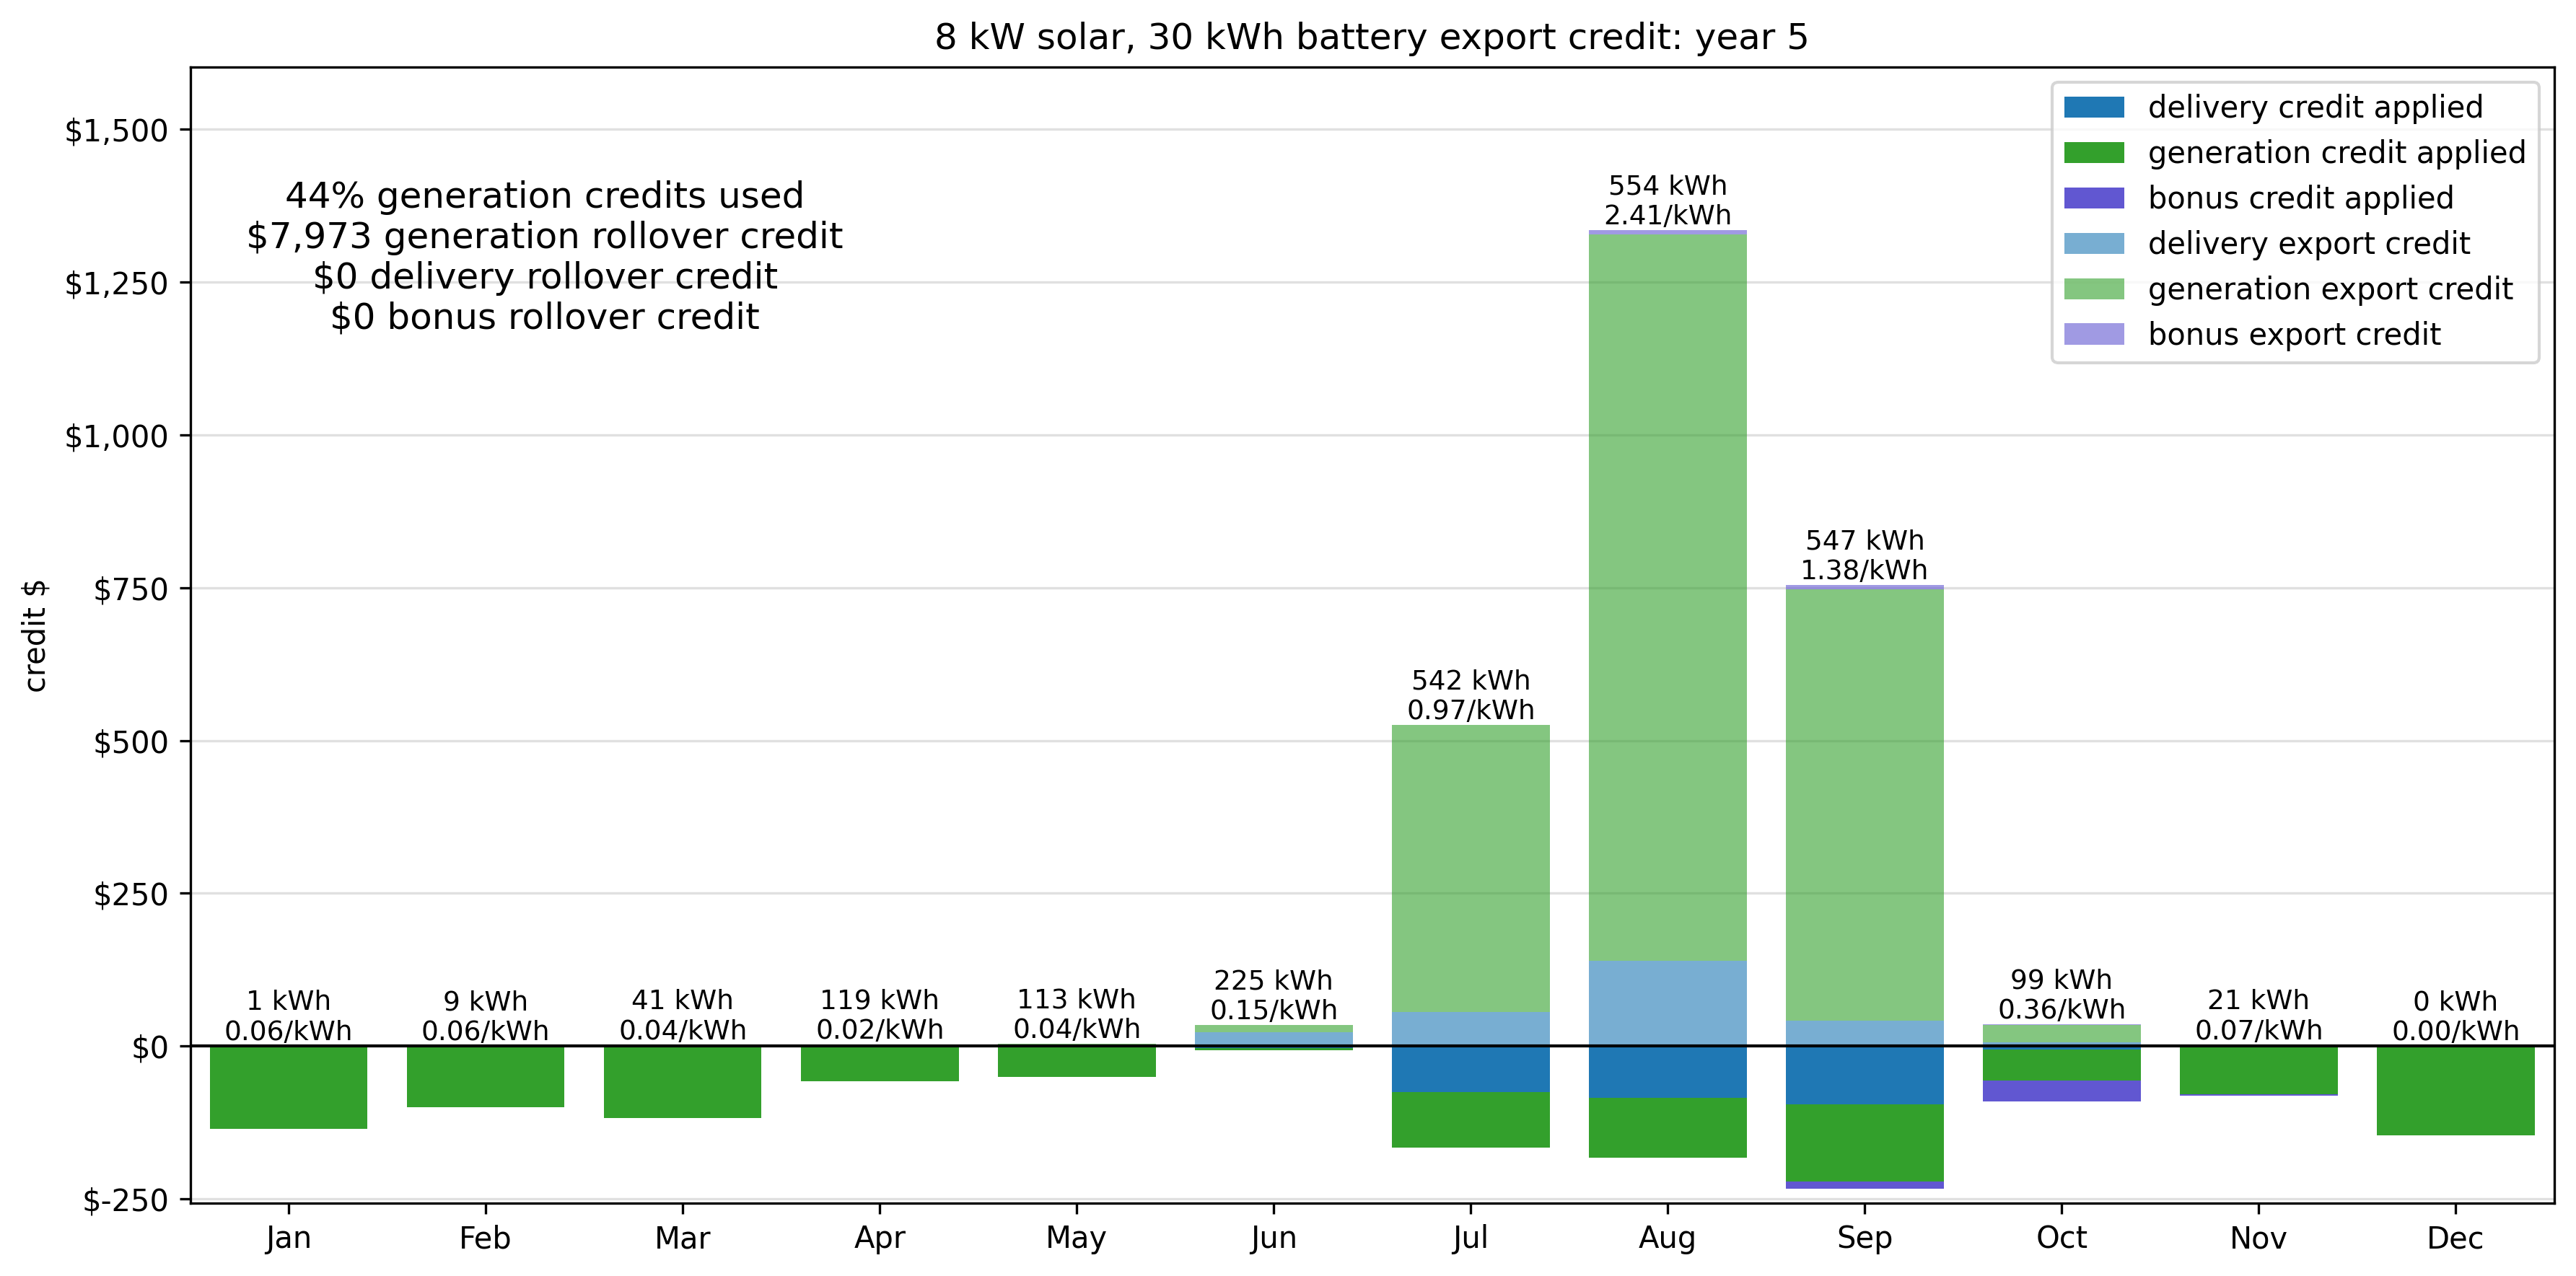 8 kW solar, 30 kWh battery export credit: year 5
credit $
$1,500
$1,250
$1,000
$750
$500
$250
$0
$-250
44% generation credits used
$7,973 generation rollover credit
$0 delivery rollover credit
$0 bonus rollover credit
delivery credit applied
generation credit applied
bonus credit applied
delivery export credit
generation export credit
bonus export credit
1 kWh
0.06/kWh
9 kWh
0.06/kWh
41 kWh
0.04/kWh
119 kWh
0.02/kWh
113 kWh
0.04/kWh
225 kWh
0.15/kWh
542 kWh
0.97/kWh
554 kWh
2.41/kWh
547 kWh
1.38/kWh
99 kWh
0.36/kWh
21 kWh
0.07/kWh
0 kWh
0.00/kWh
Jan
Feb
Mar
Apr
May
Jun
Jul
Aug
Sep
Oct
Nov
Dec